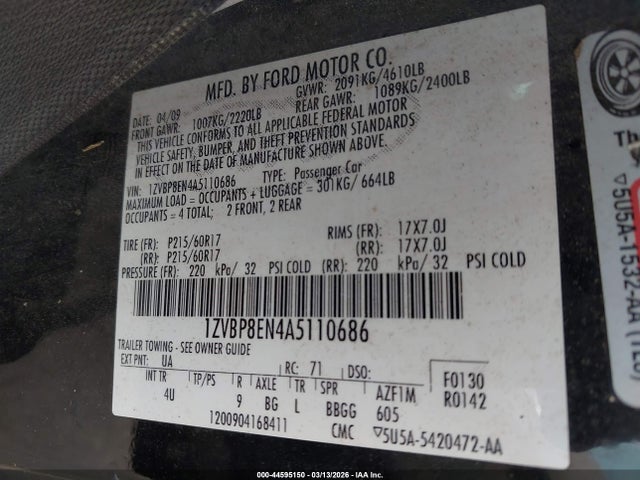 MFD. BY FORD MOTOR CO.
DATE: 04/09 GVWR: 2091KG/4610LB
FRONT GAWR: 1007KG/2220LB REAR GAWR: 1089KG/2400LB
THIS VEHICLE CONFORMS TO ALL APPLICABLE FEDERAL MOTOR
VEHICLE SAFETY, BUMPER, AND THEFT PREVENTION STANDARDS
IN EFFECT ON THE DATE OF MANUFACTURE SHOWN ABOVE.
VIN: 1ZVBP8EN4A5110686 TYPE: Passenger Car
MAXIMUM LOAD = OCCUPANTS + LUGGAGE = 301KG/ 664LB
OCCUPANTS = 4 TOTAL; 2 FRONT, 2 REAR
TIRE (FR): P215/60R17 RIMS (FR): 17X7.0J
(RR): P215/60R17 (RR): 17X7.0J
PRESSURE (FR): 220 kPa/ 32 PSI COLD (RR): 220 kPa/ 32 PSI COLD
1ZVBP8EN4A5110686
TRAILER TOWING - SEE OWNER GUIDE
EXT PNT: UA RC: 71 DSO:
INT TR TP/PS R AXLE TR SPR AZF1M F0130
4U 9 BG L BBGG 605 R0142
1200904168411 CMC ▽5U5A-5420472-AA
▽5U5A-1532-AA
000-44595150 | 03/13/2026 - IAAI.COM